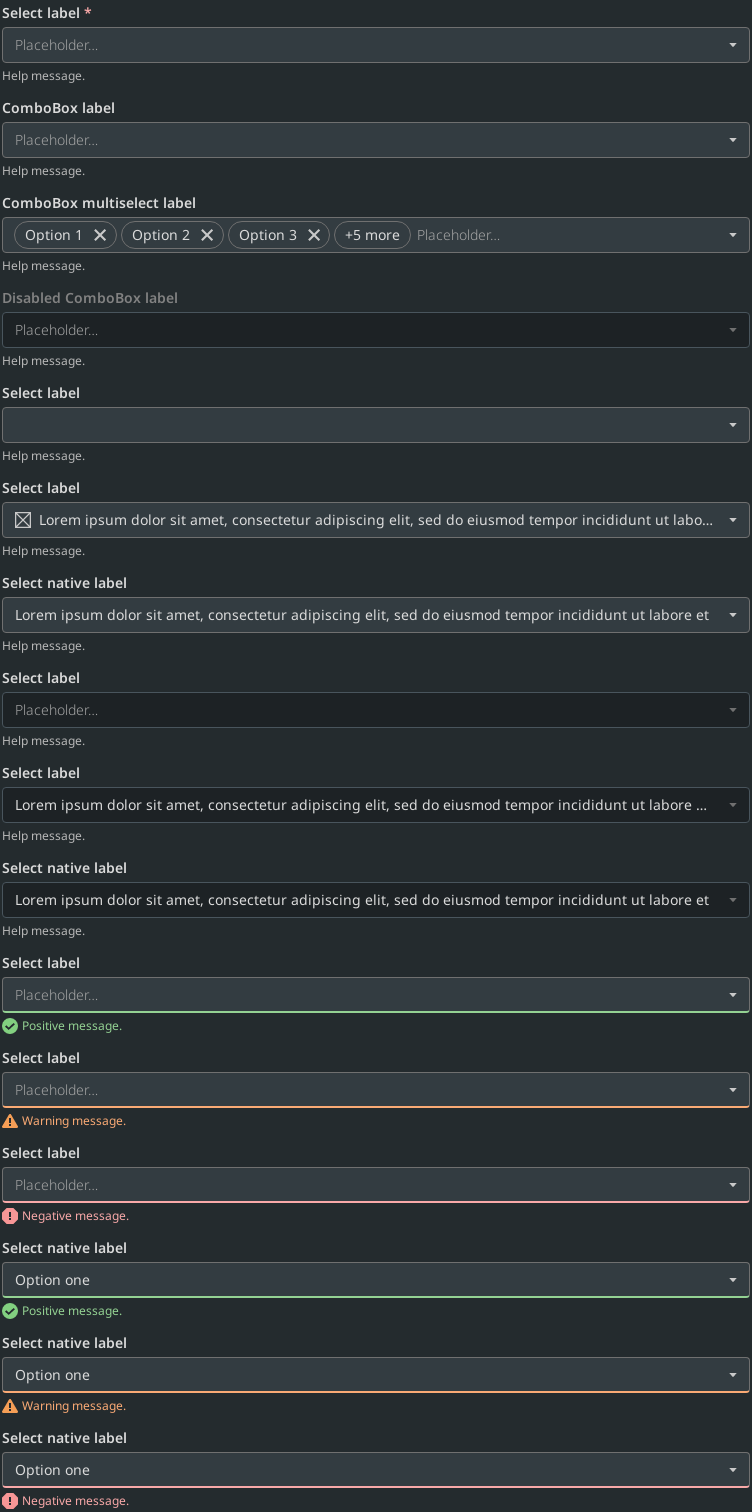 Select label *
Placeholder...
Help message.
ComboBox label
Placeholder...
Help message.
ComboBox multiselect label
Option 1 Option 2 Option 3 +5 more Placeholder...
Help message.
Disabled ComboBox label
Placeholder...
Help message.
Select label
Help message.
Select label
Lorem ipsum dolor sit amet, consectetur adipiscing elit, sed do eiusmod tempor incididunt ut labo...
Help message.
Select native label
Lorem ipsum dolor sit amet, consectetur adipiscing elit, sed do eiusmod tempor incididunt ut labore et
Help message.
Select label
Placeholder...
Help message.
Select label
Lorem ipsum dolor sit amet, consectetur adipiscing elit, sed do eiusmod tempor incididunt ut labore ...
Help message.
Select native label
Lorem ipsum dolor sit amet, consectetur adipiscing elit, sed do eiusmod tempor incididunt ut labore et
Help message.
Select label
Placeholder...
Positive message.
Select label
Placeholder...
Warning message.
Select label
Placeholder...
Negative message.
Select native label
Option one
Positive message.
Select native label
Option one
Warning message.
Select native label
Option one
Negative message.